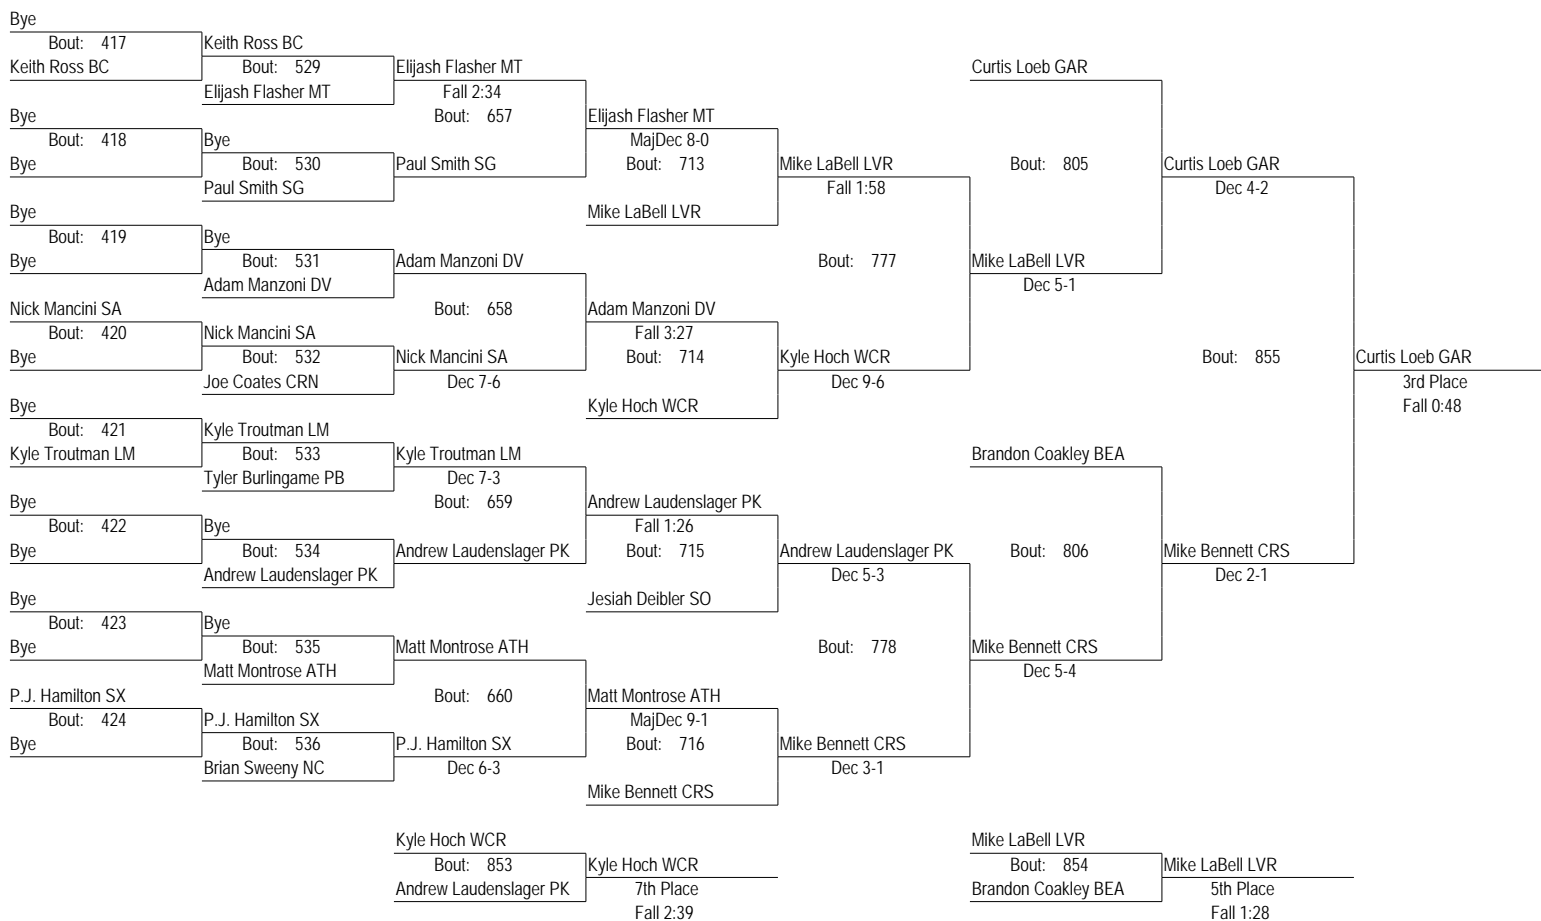 Bye
Bout: 417
Keith Ross BC
Keith Ross BC
Bout: 529
Elijash Flasher MT
Elijash Flasher MT
Fall 2:34
Bout: 657
Bye
Bout: 418
Bye
Bye
Bout: 530
Paul Smith SG
Paul Smith SG
Elijash Flasher MT
MajDec 8-0
Bout: 713
Mike LaBell LVR
Mike LaBell LVR
Fall 1:58
Bye
Bout: 419
Bye
Bye
Bout: 531
Adam Manzoni DV
Adam Manzoni DV
Bout: 658
Nick Mancini SA
Bout: 420
Bye
Nick Mancini SA
Bout: 532
Joe Coates CRN
Nick Mancini SA
Dec 7-6
Adam Manzoni DV
Fall 3:27
Bout: 714
Kyle Hoch WCR
Kyle Hoch WCR
Dec 9-6
Bout: 777
Curtis Loeb GAR
Bout: 805
Mike LaBell LVR
Dec 5-1
Curtis Loeb GAR
Dec 4-2
Bye
Bout: 421
Kyle Troutman LM
Kyle Troutman LM
Bout: 533
Tyler Burlingame PB
Kyle Troutman LM
Dec 7-3
Bout: 659
Bye
Bout: 422
Bye
Bye
Bout: 534
Andrew Laudenslager PK
Andrew Laudenslager PK
Andrew Laudenslager PK
Fall 1:26
Bout: 715
Jesiah Deibler SO
Andrew Laudenslager PK
Dec 5-3
Bye
Bout: 423
Bye
Bye
Bout: 535
Matt Montrose ATH
Matt Montrose ATH
Bout: 660
P.J. Hamilton SX
Bout: 424
Bye
P.J. Hamilton SX
Bout: 536
Brian Sweeny NC
P.J. Hamilton SX
Dec 6-3
Matt Montrose ATH
MajDec 9-1
Bout: 716
Mike Bennett CRS
Mike Bennett CRS
Dec 3-1
Bout: 778
Brandon Coakley BEA
Bout: 806
Mike Bennett CRS
Dec 5-4
Mike Bennett CRS
Dec 2-1
Bout: 855
Curtis Loeb GAR
3rd Place
Fall 0:48
Kyle Hoch WCR
Bout: 853
Andrew Laudenslager PK
Kyle Hoch WCR
7th Place
Fall 2:39
Mike LaBell LVR
Bout: 854
Brandon Coakley BEA
Mike LaBell LVR
5th Place
Fall 1:28